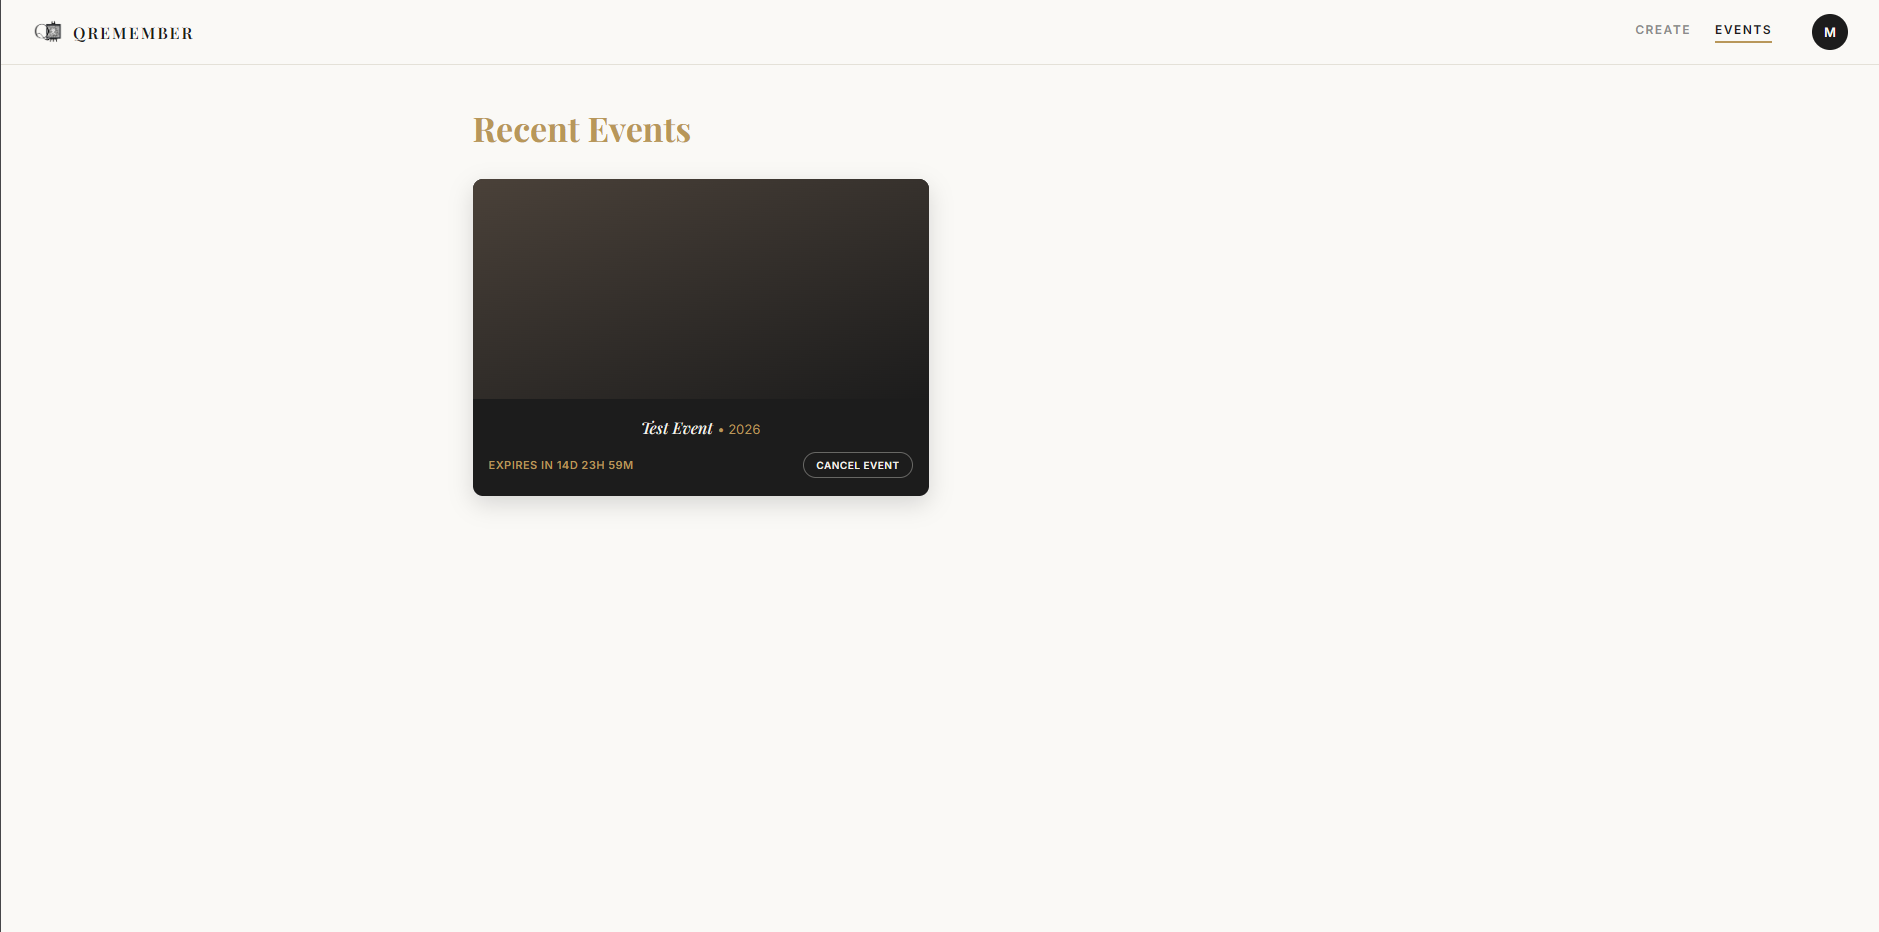 QREMEMBER
CREATE EVENTS M
Recent Events
Test Event • 2026
EXPIRES IN 14D 23H 59M CANCEL EVENT